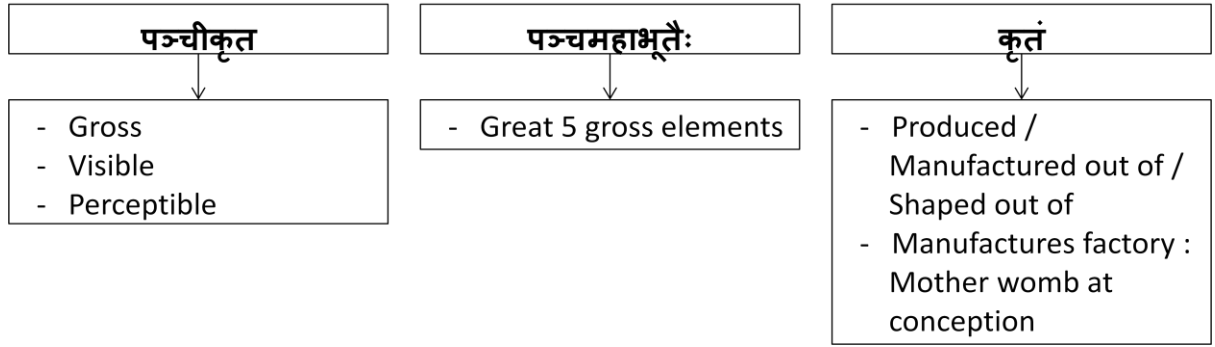 पञ्चीकृत
- Gross
- Visible
- Perceptible
पञ्चमहाभूतैः
- Great 5 gross elements
कृतं
- Produced /
Manufactured out of /
Shaped out of
- Manufactures factory :
Mother womb at
conception